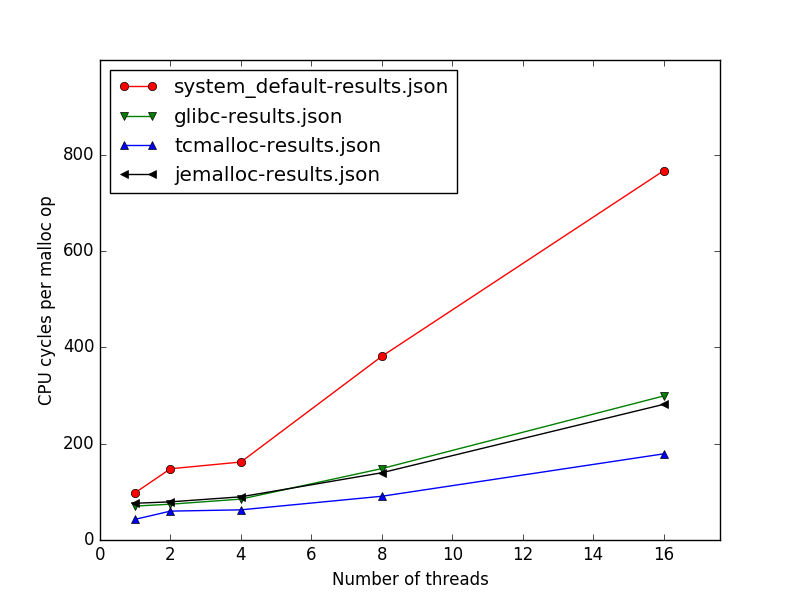 system_default-results.json
glibc-results.json
tcmalloc-results.json
jemalloc-results.json
800
600
400
200
0
CPU cycles per malloc op
0 2 4 6 8 10 12 14 16
Number of threads